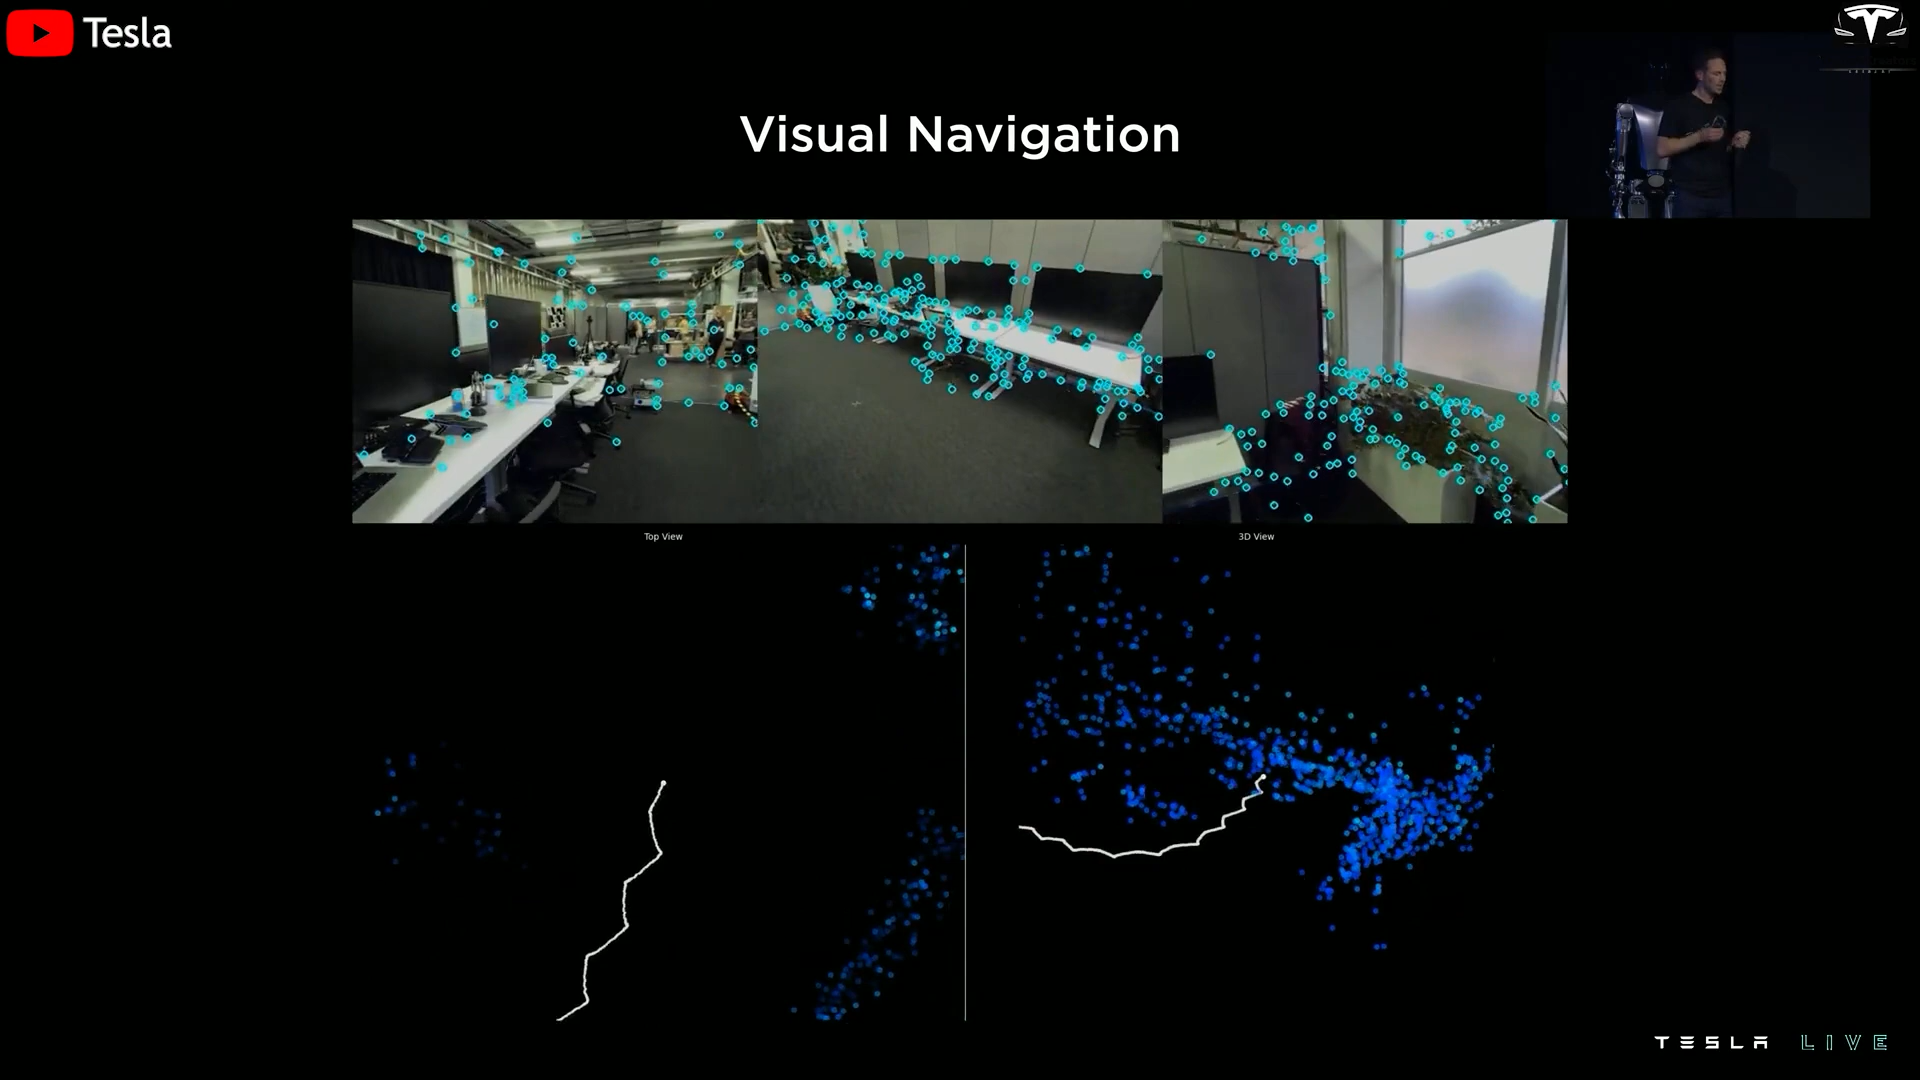 Tesla
Visual Navigation
Top View
3D View
TESLA LIVE